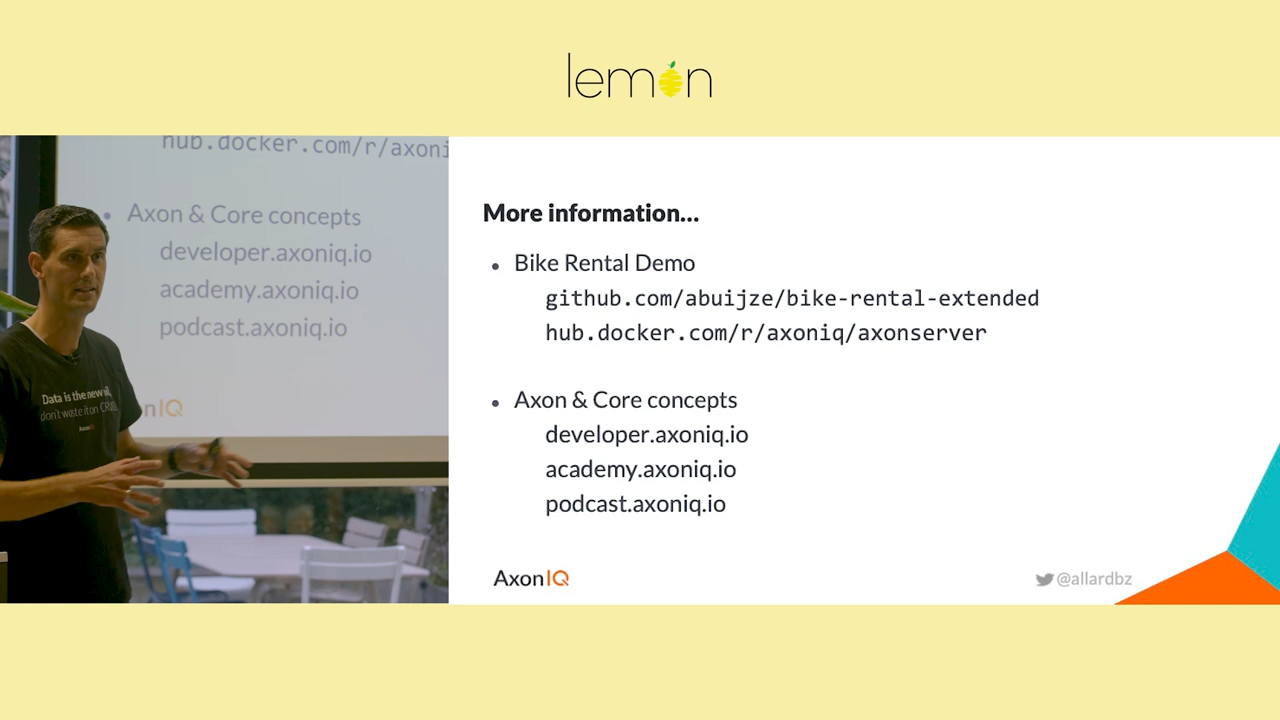 lemon
hub.docker.com/r/axoni
• Axon & Core concepts
developer.axoniq.io
academy.axoniq.io
podcast.axoniq.io
nIQ
Data is the new oil,
don't waste it on CRUD!
AxonIQ
More information...
• Bike Rental Demo
github.com/abuijze/bike-rental-extended
hub.docker.com/r/axoniq/axonserver
• Axon & Core concepts
developer.axoniq.io
academy.axoniq.io
podcast.axoniq.io
AxonIQ
@allardbz